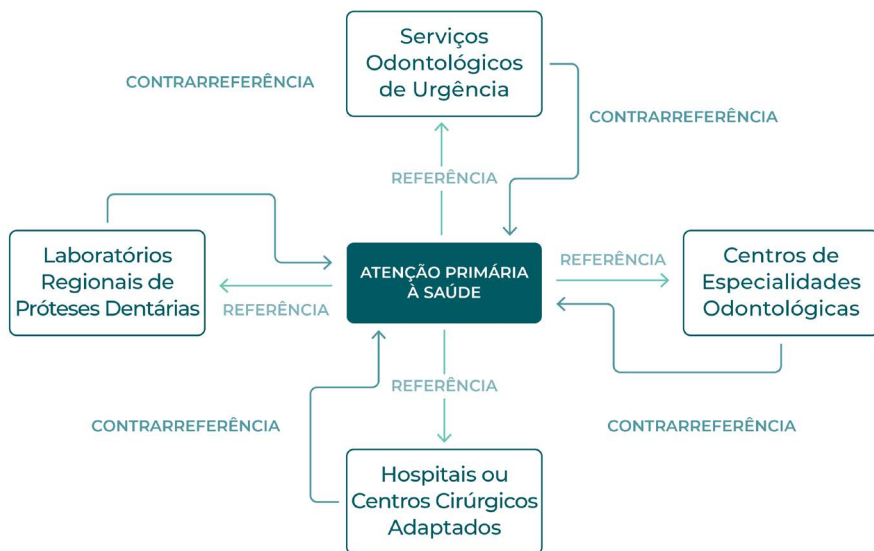 Serviços
Odontológicos
de Urgência
CONTRARREFERÊNCIA
CONTRARREFERÊNCIA
REFERÊNCIA
Laboratórios
Regionais de
Próteses Dentárias
ATENÇÃO PRIMÁRIA
À SAÚDE
REFERÊNCIA
Centros de
Especialidades
Odontológicas
REFERÊNCIA
REFERÊNCIA
CONTRARREFERÊNCIA
CONTRARREFERÊNCIA
Hospitais ou
Centros Cirúrgicos
Adaptados